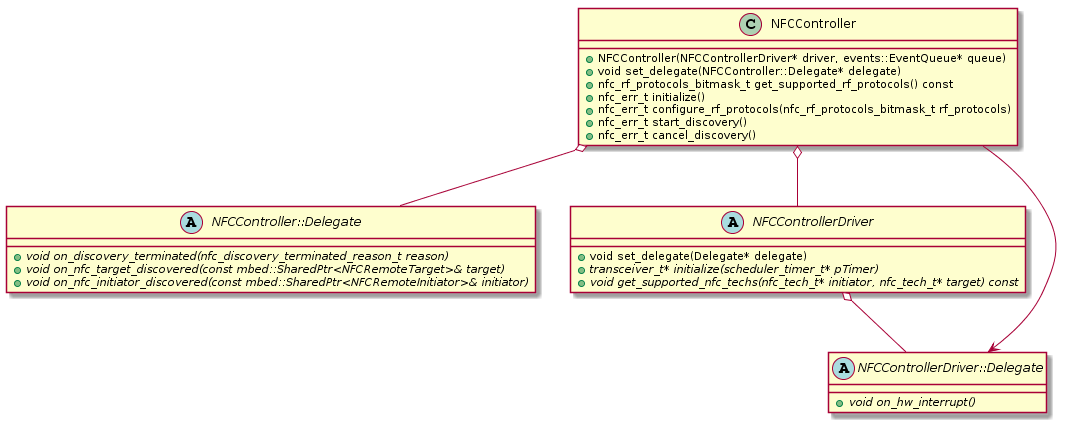 C NFCController
NFCController(NFCControllerDriver* driver, events::EventQueue* queue)
void set_delegate(NFCController::Delegate* delegate)
nfc_rf_protocols_bitmask_t get_supported_rf_protocols() const
nfc_err_t initialize()
nfc_err_t configure_rf_protocols(nfc_rf_protocols_bitmask_t rf_protocols)
nfc_err_t start_discovery()
nfc_err_t cancel_discovery()
A NFCController::Delegate
void on_discovery_terminated(nfc_discovery_terminated_reason_t reason)
void on_nfc_target_discovered(const mbed::SharedPtr<NFCRemoteTarget>& target)
void on_nfc_initiator_discovered(const mbed::SharedPtr<NFCRemoteInitiator>& initiator)
A NFCControllerDriver
void set_delegate(Delegate* delegate)
transceiver_t* initialize(scheduler_timer_t* pTimer)
void get_supported_nfc_techs(nfc_tech_t* initiator, nfc_tech_t* target) const
A NFCControllerDriver::Delegate
void on_hw_interrupt()